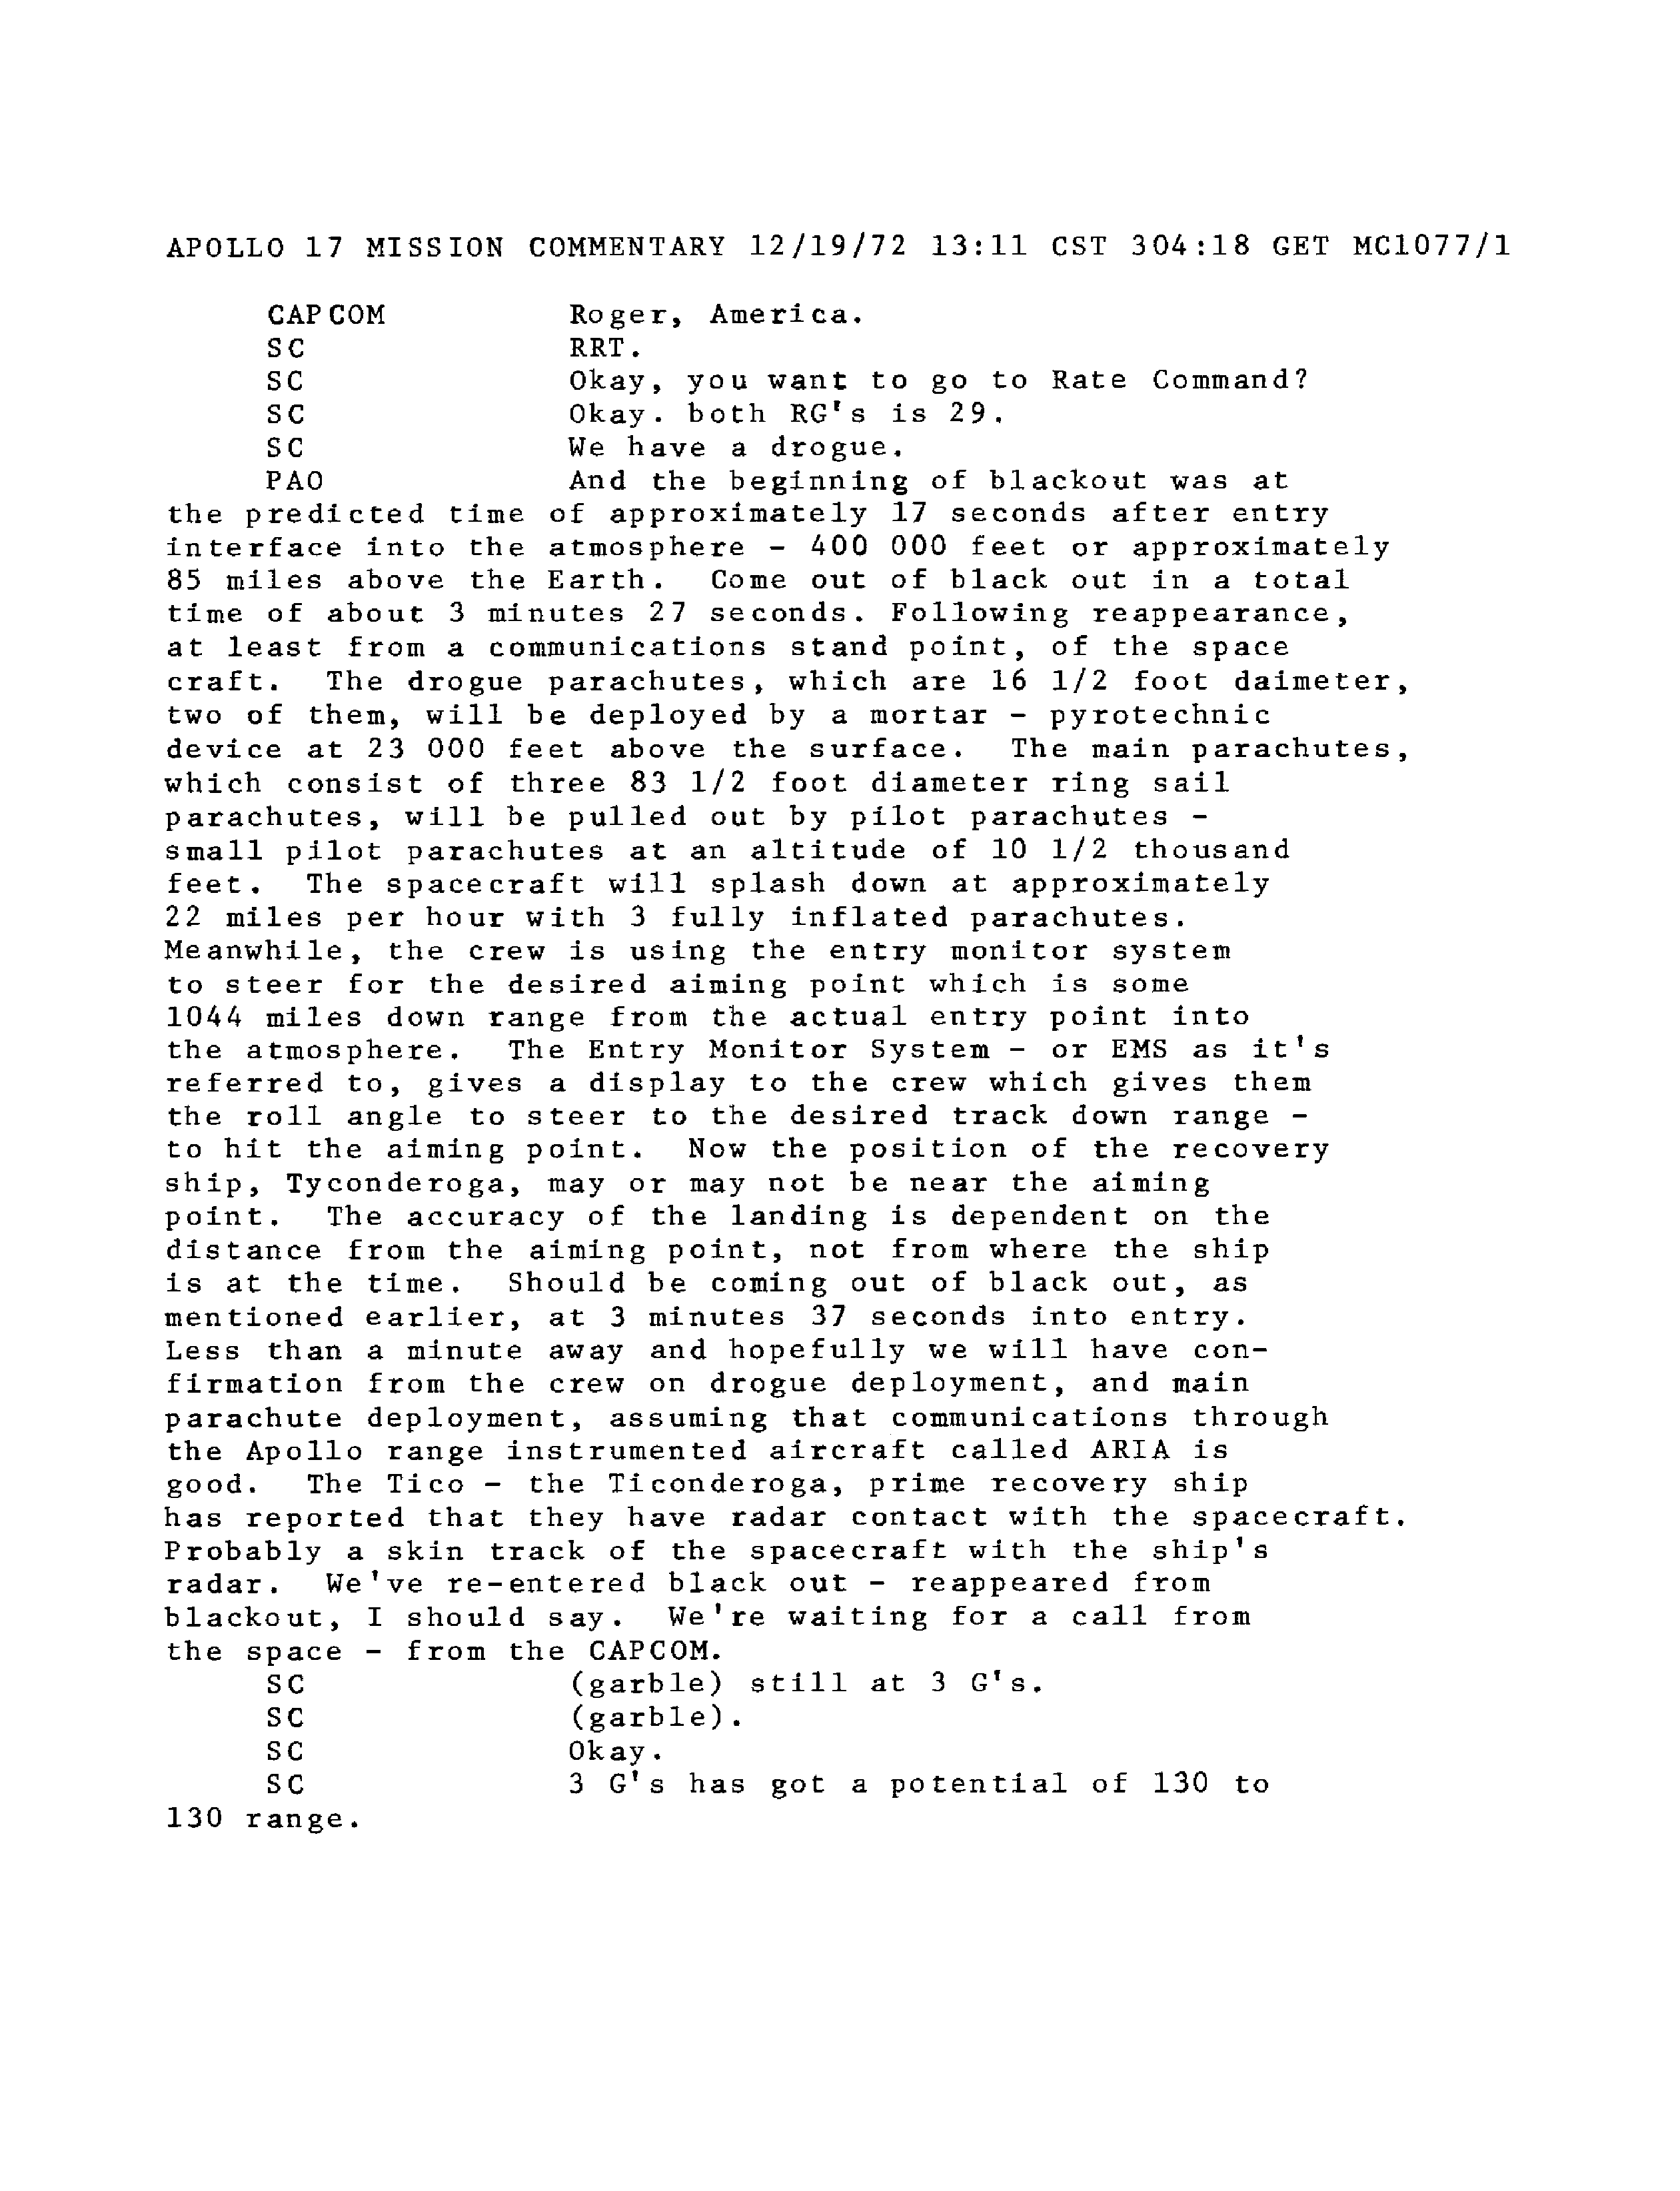 APOLLO 17 MISSION COMMENTARY 12/19/72 13:11 CST 304:18 GET MC1077/1
CAPCOM Roger, America.
SC RRT.
SC Okay, you want to go to Rate Command?
SC Okay. both RG's is 29.
SC We have a drogue.
PAO And the beginning of blackout was at
the predicted time of approximately 17 seconds after entry
interface into the atmosphere - 400 000 feet or approximately
85 miles above the Earth. Come out of black out in a total
time of about 3 minutes 27 seconds. Following reappearance,
at least from a communications stand point, of the space
craft. The drogue parachutes, which are 16 1/2 foot daimeter,
two of them, will be deployed by a mortar - pyrotechnic
device at 23 000 feet above the surface. The main parachutes,
which consist of three 83 1/2 foot diameter ring sail
parachutes, will be pulled out by pilot parachutes -
small pilot parachutes at an altitude of 10 1/2 thousand
feet. The spacecraft will splash down at approximately
22 miles per hour with 3 fully inflated parachutes.
Meanwhile, the crew is using the entry monitor system
to steer for the desired aiming point which is some
1044 miles down range from the actual entry point into
the atmosphere. The Entry Monitor System - or EMS as it's
referred to, gives a display to the crew which gives them
the roll angle to steer to the desired track down range -
to hit the aiming point. Now the position of the recovery
ship, Tyconderoga, may or may not be near the aiming
point. The accuracy of the landing is dependent on the
distance from the aiming point, not from where the ship
is at the time. Should be coming out of black out, as
mentioned earlier, at 3 minutes 37 seconds into entry.
Less than a minute away and hopefully we will have con-
firmation from the crew on drogue deployment, and main
parachute deployment, assuming that communications through
the Apollo range instrumented aircraft called ARIA is
good. The Tico - the Ticonderoga, prime recovery ship
has reported that they have radar contact with the spacecraft.
Probably a skin track of the spacecraft with the ship's
radar. We've re-entered black out - reappeared from
blackout, I should say. We're waiting for a call from
the space - from the CAPCOM.
SC (garble) still at 3 G's.
SC (garble).
SC Okay.
SC 3 G's has got a potential of 130 to
130 range.